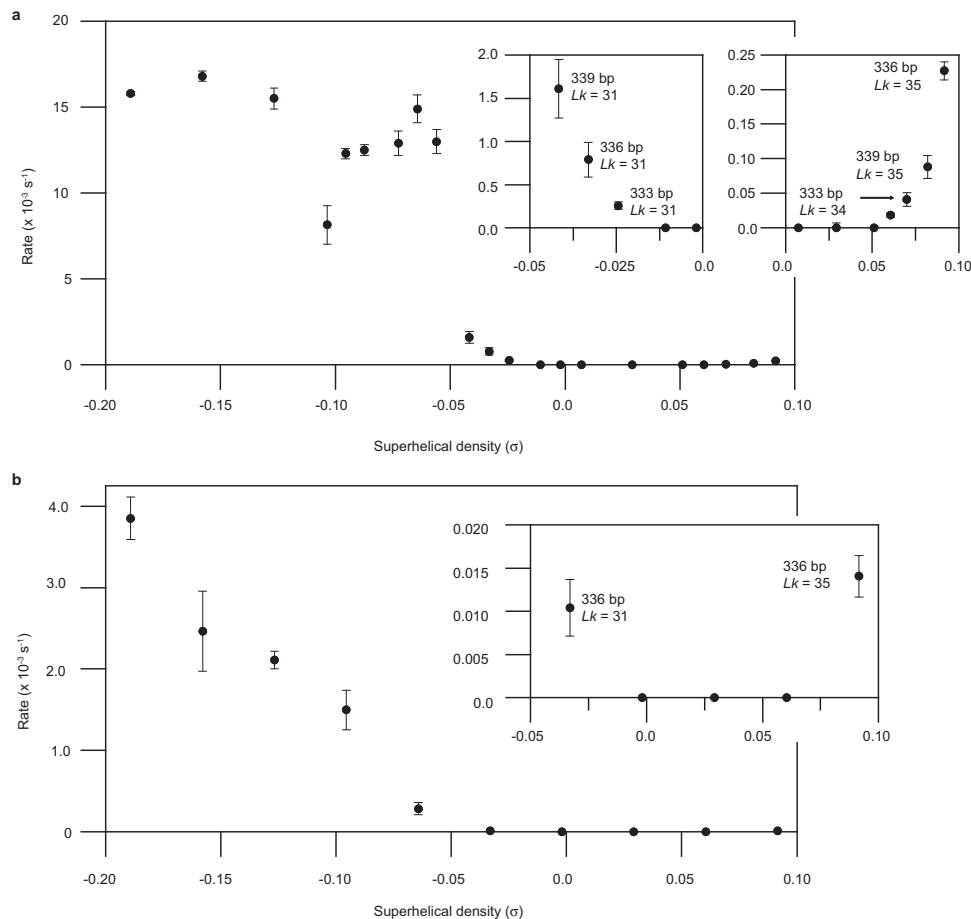 a
20
15
10
5
0
Rate (x 10⁻³ s⁻¹)
-0.20
-0.15
-0.10
-0.05
0.0
0.05
0.10
Superhelical density (σ)
2.0
1.5
1.0
0.5
0.0
339 bp
Lk = 31
336 bp
Lk = 31
333 bp
Lk = 31
-0.05
-0.025
0.0
0.25
0.20
0.15
0.10
0.05
0.0
336 bp
Lk = 35
339 bp
Lk = 35
333 bp
Lk = 34
0.0
0.05
0.10
b
4.0
3.0
2.0
1.0
0
Rate (x 10⁻³ s⁻¹)
-0.20
-0.15
-0.10
-0.05
0.0
0.05
0.10
Superhelical density (σ)
0.020
0.015
0.010
0.005
0.0
336 bp
Lk = 31
336 bp
Lk = 35
-0.05
0.0
0.05
0.10